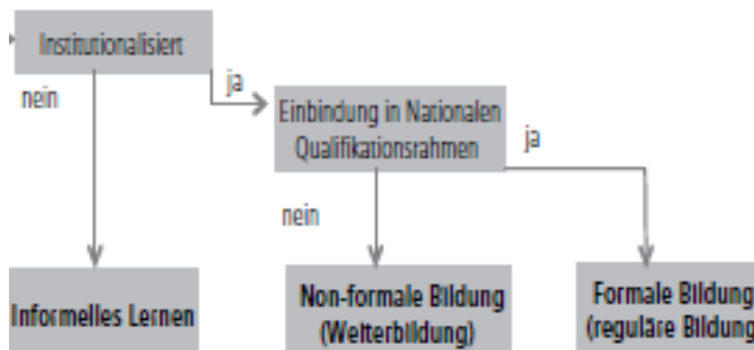 Institutionalisiert
nein
ja
Einbindung in Nationalen
Qualifikationsrahmen
ja
nein
Informelles Lernen
Non-formale Bildung
(Weiterbildung)
Formale Bildung
(reguläre Bildung